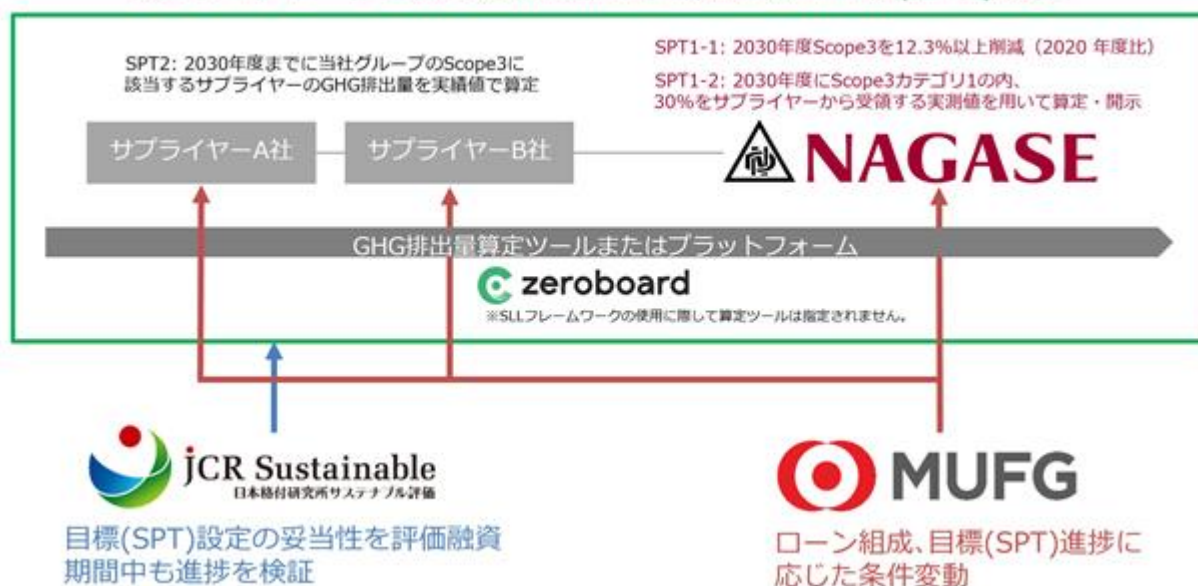 SPT2: 2030年度までに当社グループのScope3に
該当するサプライヤーのGHG排出量を実績値で算定
SPT1-1: 2030年度Scope3を12.3%以上削減（2020 年度比）
SPT1-2: 2030年度にScope3カテゴリ1の内、
30%をサプライヤーから受領する実測値を用いて算定・開示
サプライヤーA社
サプライヤーB社
NAGASE
GHG排出量算定ツールまたはプラットフォーム
zeroboard
※SLLフレームワークの使用に際して算定ツールは指定されません。
JCR Sustainable
日本格付研究所サステナブル評価
目標(SPT)設定の妥当性を評価融資
期間中も進捗を検証
MUFG
ローン組成、目標(SPT)進捗に
応じた条件変動